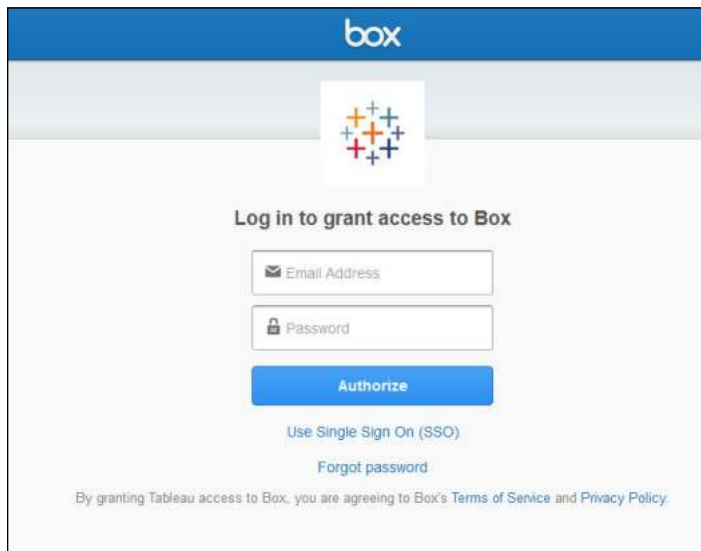 box
Log in to grant access to Box
Email Address
Password
Authorize
Use Single Sign On (SSO)
Forgot password
By granting Tableau access to Box, you are agreeing to Box's Terms of Service and Privacy Policy.